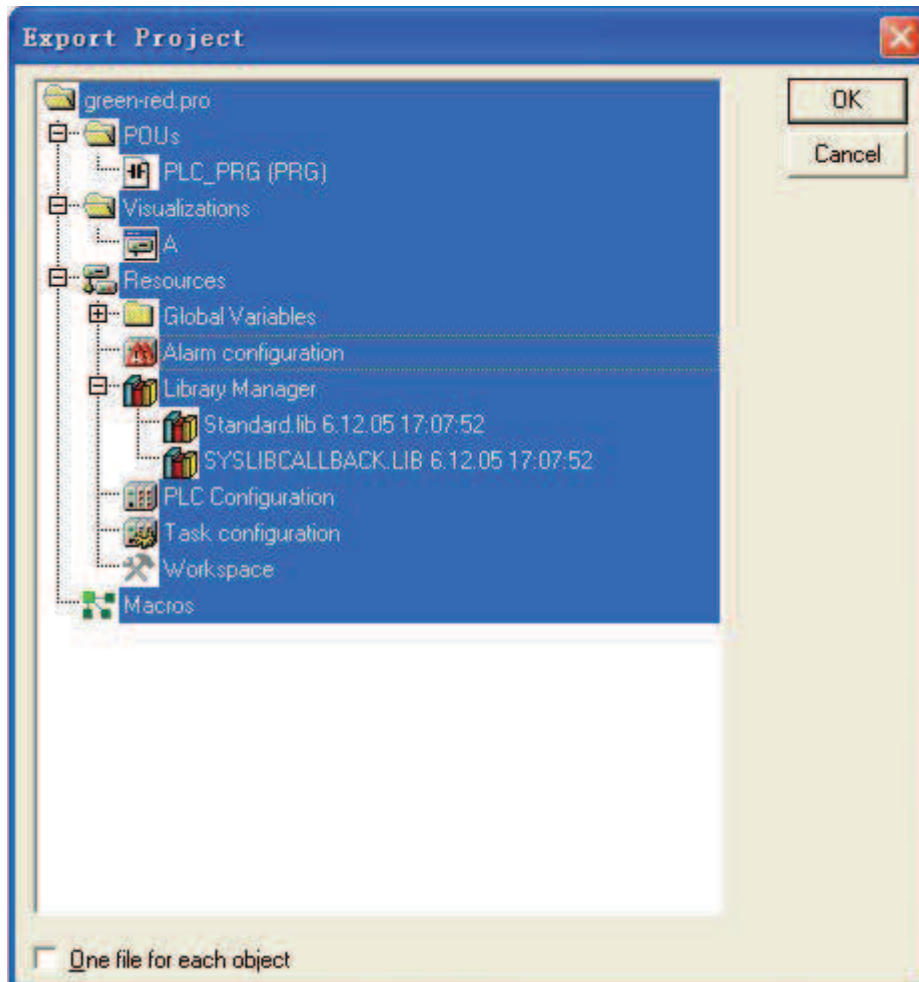 Export Project
green-red.pro
OK
POUs
Cancel
PLC_PRG (PRG)
Visualizations
A
Resources
Global Variables
Alarm configuration
Library Manager
Standard.lib 6.12.05 17:07:52
SYSLIBCALLBACK.LIB 6.12.05 17:07:52
PLC Configuration
Task configuration
Workspace
Macros
One file for each object